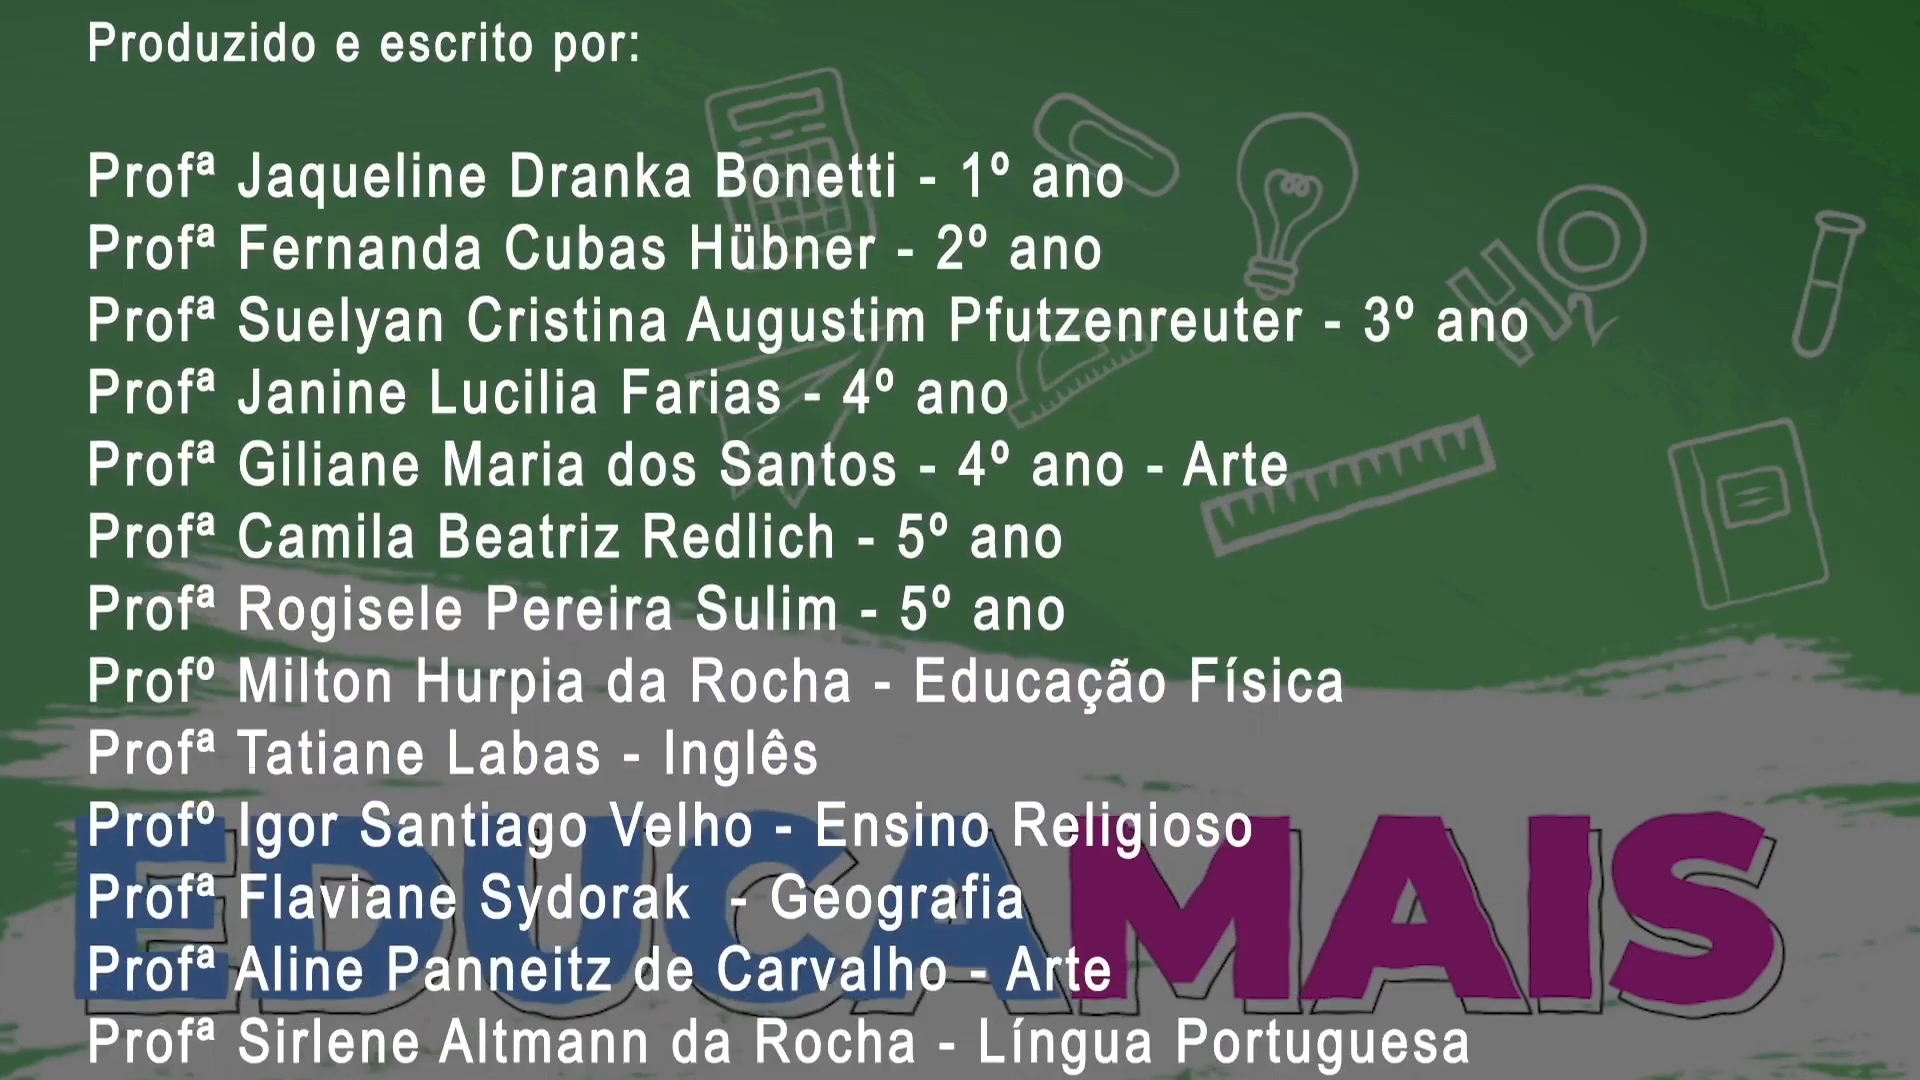 Produzido e escrito por:
Profª Jaqueline Dranka Bonetti - 1º ano
Profª Fernanda Cubas Hübner - 2º ano
Profª Suelyan Cristina Augustim Pfutzenreuter - 3º ano
Profª Janine Lucilia Farias - 4º ano
Profª Giliane Maria dos Santos - 4º ano - Arte
Profª Camila Beatriz Redlich - 5º ano
Profª Rogisele Pereira Sulim - 5º ano
Profº Milton Hurpia da Rocha - Educação Física
Profª Tatiane Labas - Inglês
Profº Igor Santiago Velho - Ensino Religioso
Profª Flaviane Sydorak  - Geografia
Profª Aline Panneitz de Carvalho - Arte
Profª Sirlene Altmann da Rocha - Língua Portuguesa
EDUCAMAIS
H2O